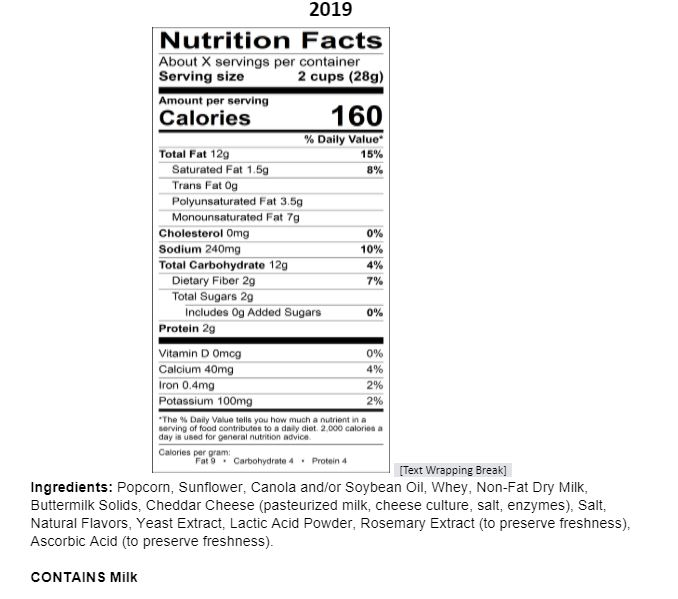 2019
Nutrition Facts
About X servings per container
Serving size 2 cups (28g)
Amount per serving
Calories 160
% Daily Value*
Total Fat 12g 15%
Saturated Fat 1.5g 8%
Trans Fat 0g
Polyunsaturated Fat 3.5g
Monounsaturated Fat 7g
Cholesterol 0mg 0%
Sodium 240mg 10%
Total Carbohydrate 12g 4%
Dietary Fiber 2g 7%
Total Sugars 2g
Includes 0g Added Sugars 0%
Protein 2g
Vitamin D 0mcg 0%
Calcium 40mg 4%
Iron 0.4mg 2%
Potassium 100mg 2%
*The % Daily Value tells you how much a nutrient in a
serving of food contributes to a daily diet. 2,000 calories a
day is used for general nutrition advice.
Calories per gram:
Fat 9 • Carbohydrate 4 • Protein 4
[Text Wrapping Break]
Ingredients: Popcorn, Sunflower, Canola and/or Soybean Oil, Whey, Non-Fat Dry Milk,
Buttermilk Solids, Cheddar Cheese (pasteurized milk, cheese culture, salt, enzymes), Salt,
Natural Flavors, Yeast Extract, Lactic Acid Powder, Rosemary Extract (to preserve freshness),
Ascorbic Acid (to preserve freshness).
CONTAINS Milk